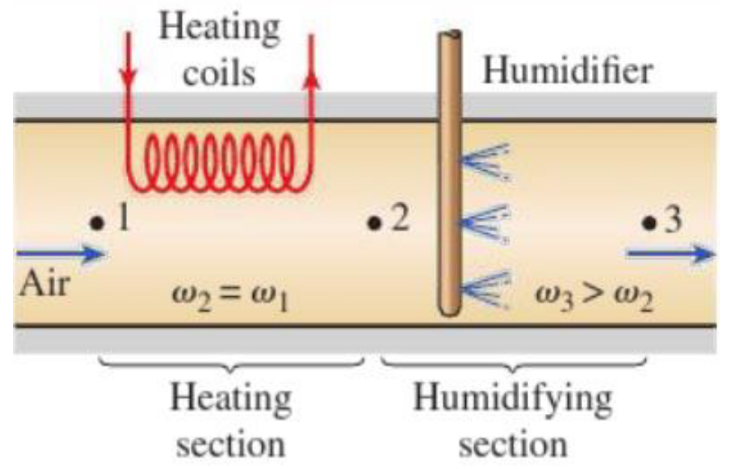 Heating
coils
Humidifier
1
2
3
Air
ω₂ = ω₁
ω₃ > ω₂
Heating
section
Humidifying
section